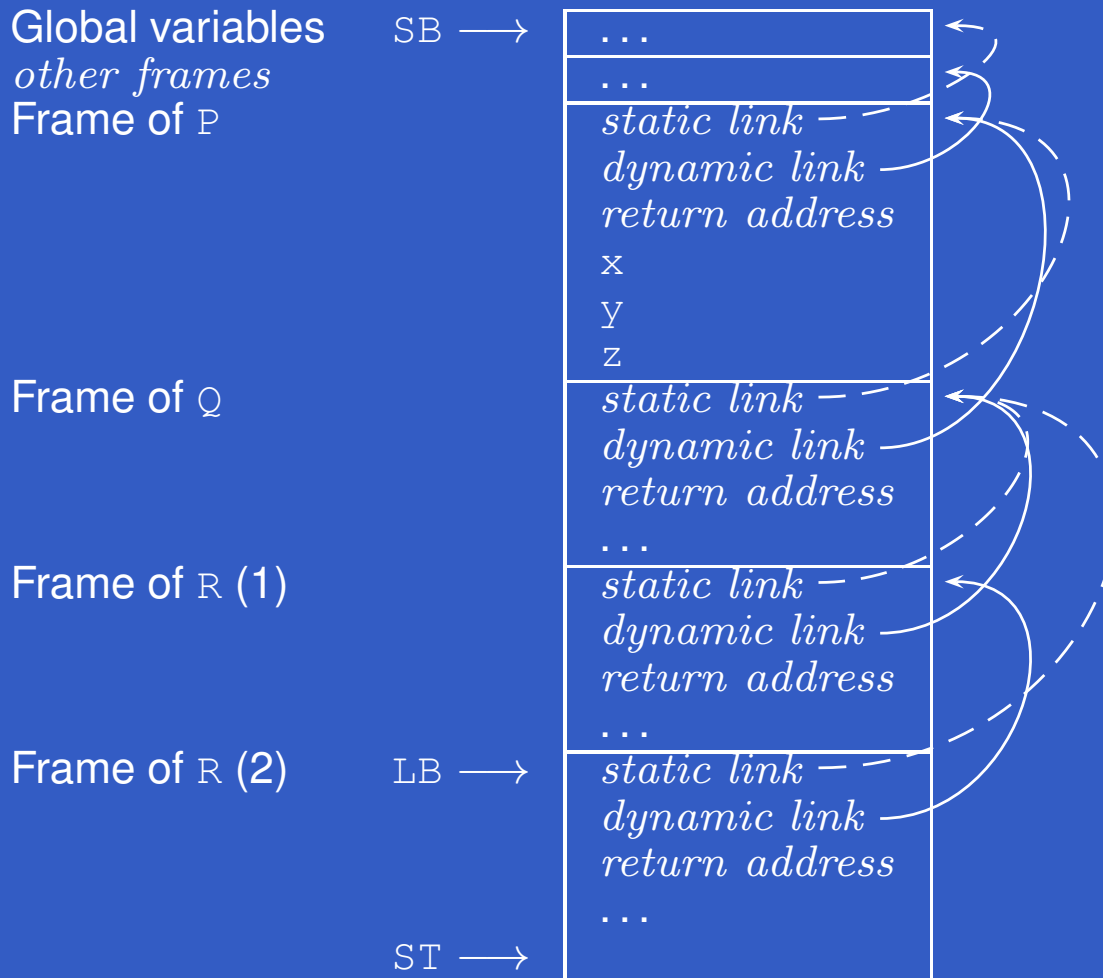 Global variables SB ⟶ ...
other frames ...
Frame of P static link
dynamic link
return address
x
y
z
Frame of Q static link
dynamic link
return address
...
Frame of R (1) static link
dynamic link
return address
...
Frame of R (2) LB ⟶ static link
dynamic link
return address
...
ST ⟶